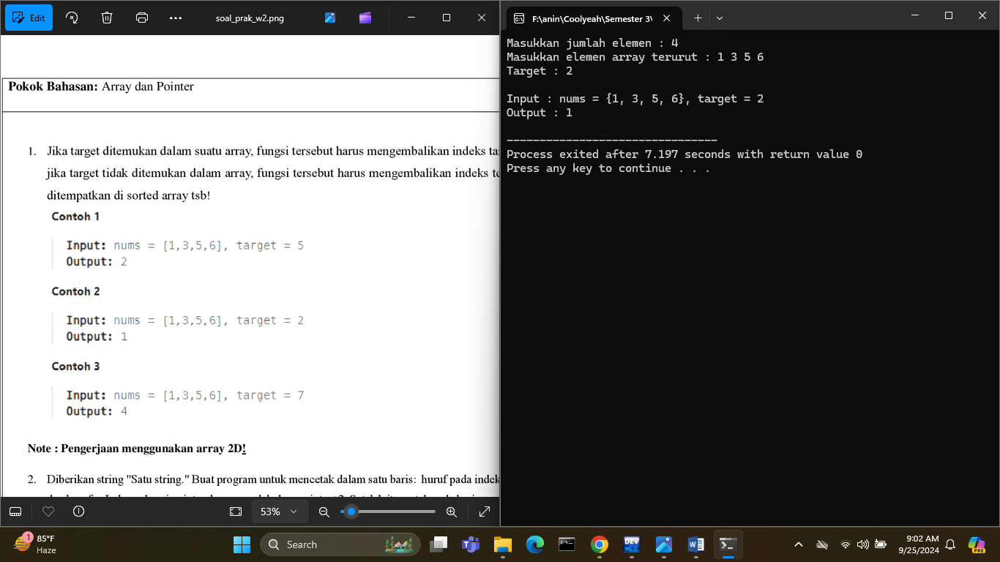 Edit
soal_prak_w2.png
Pokok Bahasan: Array dan Pointer
1. Jika target ditemukan dalam suatu array, fungsi tersebut harus mengembalikan indeks
jika target tidak ditemukan dalam array, fungsi tersebut harus mengembalikan indeks
ditempatkan di sorted array tsb!
Contoh 1
Input: nums = [1,3,5,6], target = 5
Output: 2
Contoh 2
Input: nums = [1,3,5,6], target = 2
Output: 1
Contoh 3
Input: nums = [1,3,5,6], target = 7
Output: 4
Note : Pengerjaan menggunakan array 2D!
2. Diberikan string "Satu string." Buat program untuk mencetak dalam satu baris: huruf pada
53%
F:\anin\Coolyeah\Semester 3\
Masukkan jumlah elemen : 4
Masukkan elemen array terurut : 1 3 5 6
Target : 2
Input : nums = {1, 3, 5, 6}, target = 2
Output : 1
--------------------------------
Process exited after 7.197 seconds with return value 0
Press any key to continue . . .
1
85°F
Haze
Search
DEV
PRE
9:02 AM
9/25/2024